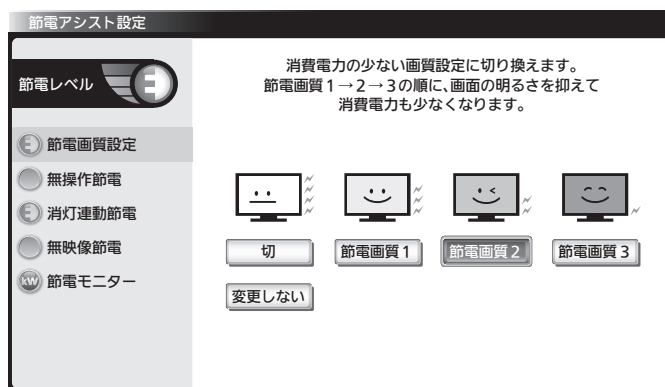 節電アシスト設定
節電レベル
E
消費電力の少ない画質設定に切り換えます。
節電画質1→2→3の順に、画面の明るさを抑えて
消費電力も少なくなります。
E 節電画質設定
無操作節電
E 消灯連動節電
無映像節電
kW 節電モニター
切
節電画質1
節電画質2
節電画質3
変更しない